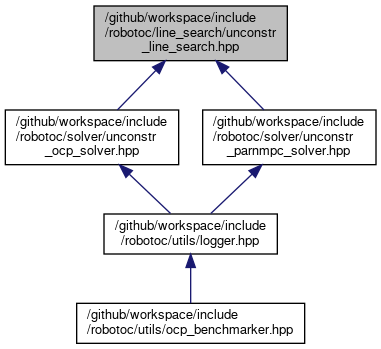 /github/workspace/include
/robotoc/line_search/unconstr
_line_search.hpp
/github/workspace/include
/robotoc/solver/unconstr
_ocp_solver.hpp
/github/workspace/include
/robotoc/solver/unconstr
_parnmpc_solver.hpp
/github/workspace/include
/robotoc/utils/logger.hpp
/github/workspace/include
/robotoc/utils/ocp_benchmarker.hpp